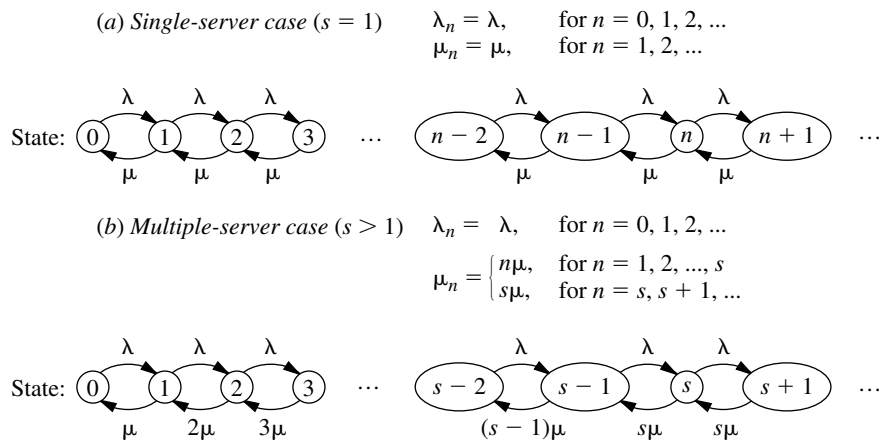 (a) Single-server case (s = 1) λn = λ, for n = 0, 1, 2, ...
μn = μ, for n = 1, 2, ...
λ λ λ λ λ λ
State: 0 1 2 3 ... n − 2 n − 1 n n + 1 ...
μ μ μ μ μ μ
(b) Multiple-server case (s > 1) λn = λ, for n = 0, 1, 2, ...
μn = { nμ, for n = 1, 2, ..., s
sμ, for n = s, s + 1, ...
λ λ λ λ λ λ
State: 0 1 2 3 ... s − 2 s − 1 s s + 1 ...
μ 2μ 3μ (s − 1)μ sμ sμ